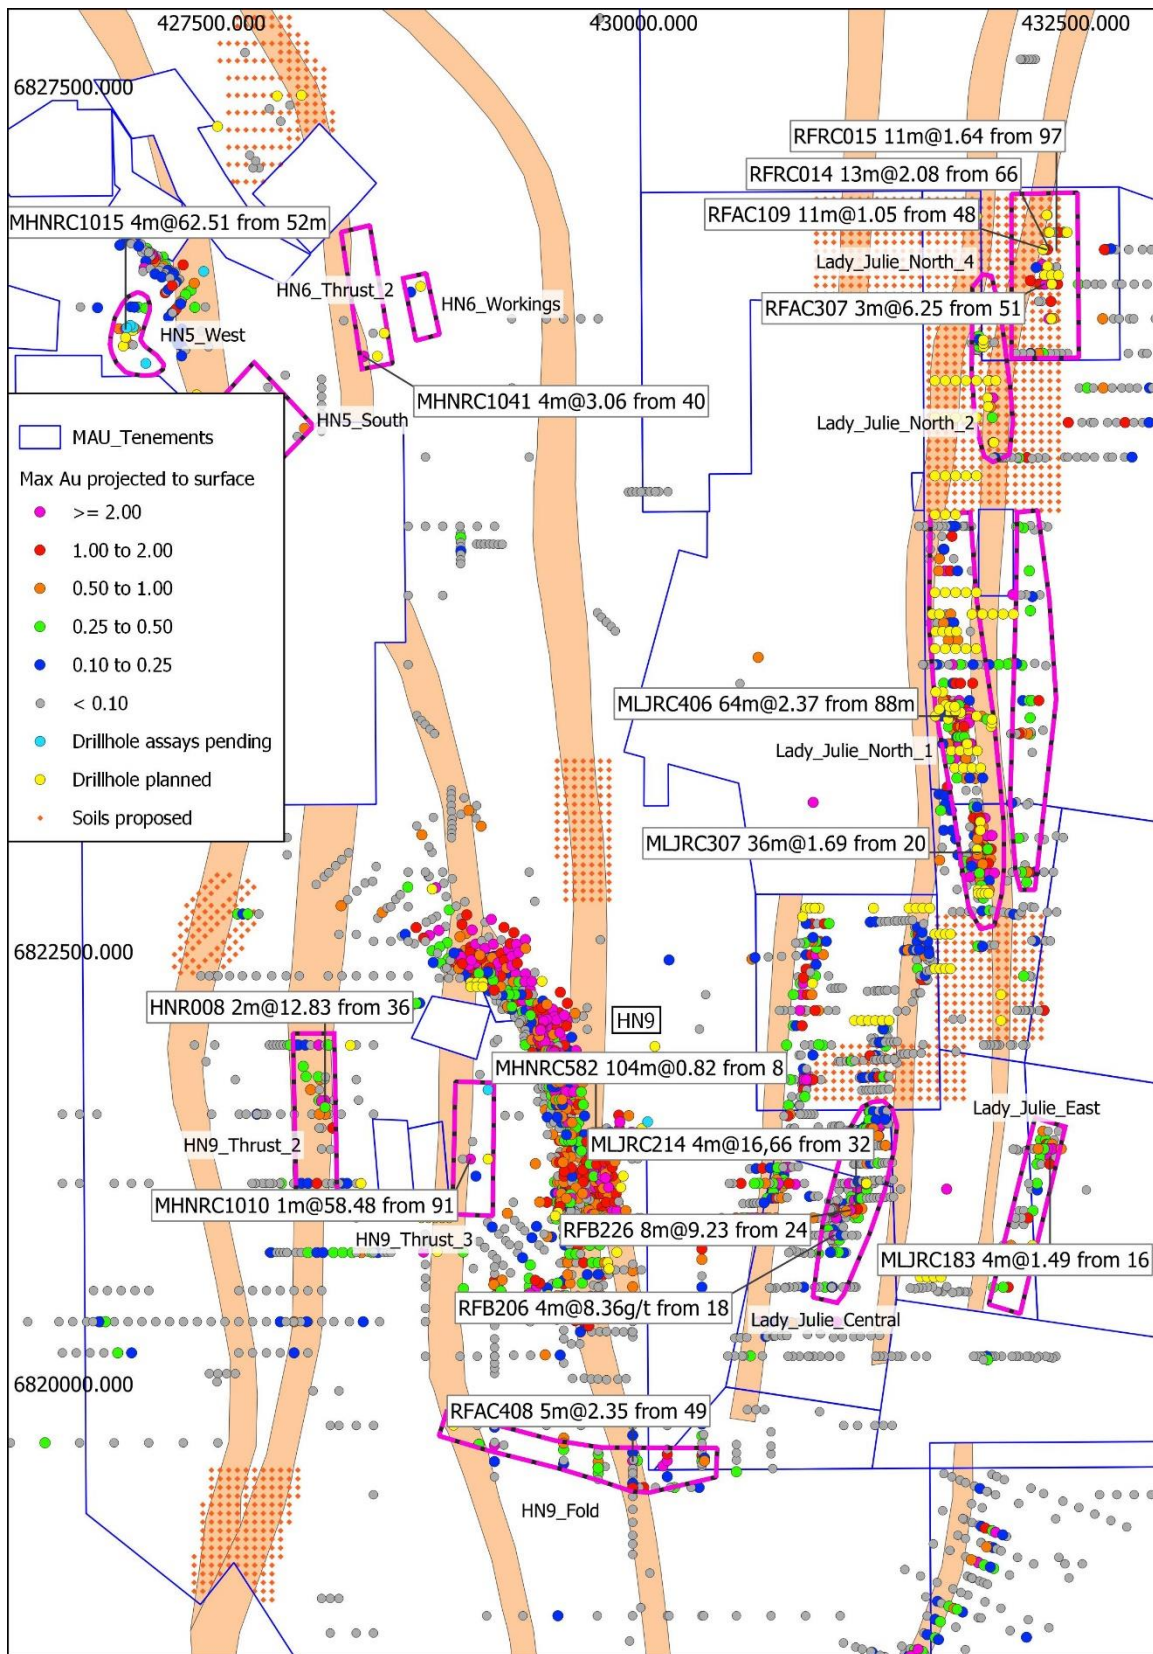 427500.000
430000.000
432500.000
6827500.000
RFRC015 11m@1.64 from 97
RFRC014 13m@2.08 from 66
RFAC109 11m@1.05 from 48
MHNRC1015 4m@62.51 from 52m
Lady_Julie_North_4
HN6_Thrust_2
HN6_Workings
RFAC307 3m@6.25 from 51
HN5_West
MHNRC1041 4m@3.06 from 40
HN5_South
Lady_Julie_North_2
MAU_Tenements
Max Au projected to surface
>= 2.00
1.00 to 2.00
0.50 to 1.00
0.25 to 0.50
0.10 to 0.25
< 0.10
Drillhole assays pending
Drillhole planned
Soils proposed
MLJRC406 64m@2.37 from 88m
Lady_Julie_North_1
MLJRC307 36m@1.69 from 20
6822500.000
HNR008 2m@12.83 from 36
HN9
MHNRC582 104m@0.82 from 8
Lady_Julie_East
HN9_Thrust_2
MLJRC214 4m@16,66 from 32
MHNRC1010 1m@58.48 from 91
RFB226 8m@9.23 from 24
HN9_Thrust_3
MLJRC183 4m@1.49 from 16
RFB206 4m@8.36g/t from 18
Lady_Julie_Central
6820000.000
RFAC408 5m@2.35 from 49
HN9_Fold